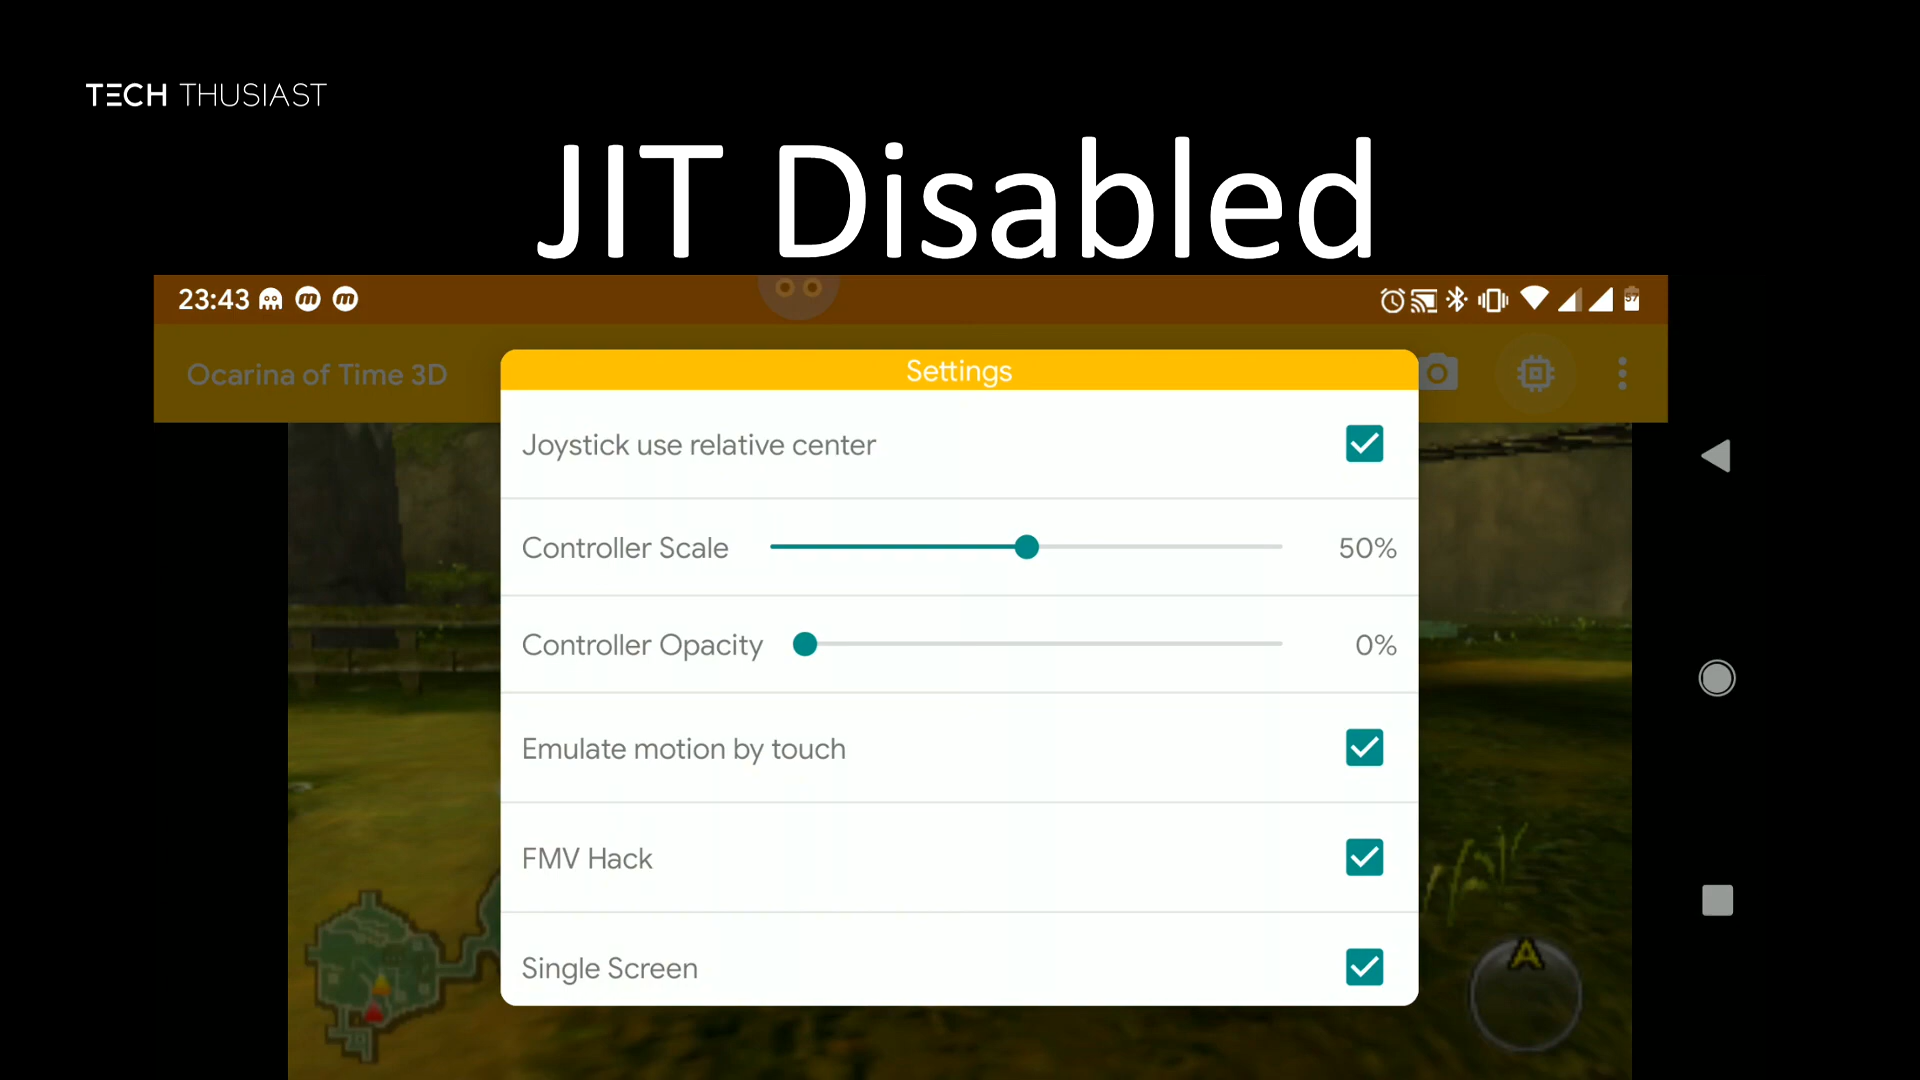 TECH THUSIAST
JIT Disabled
23:43
57
Ocarina of Time 3D
Settings
Joystick use relative center
Controller Scale 50%
Controller Opacity 0%
Emulate motion by touch
FMV Hack
Single Screen
A